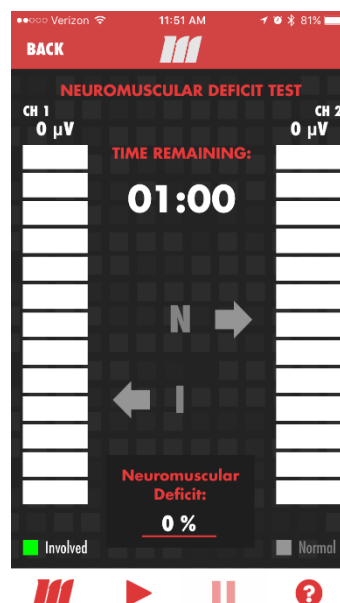 Verizon 11:51 AM 81%
BACK
NEUROMUSCULAR DEFICIT TEST
CH 1 CH 2
0 µV 0 µV
TIME REMAINING:
01:00
N
I
Neuromuscular
Deficit:
0 %
Involved Normal
?